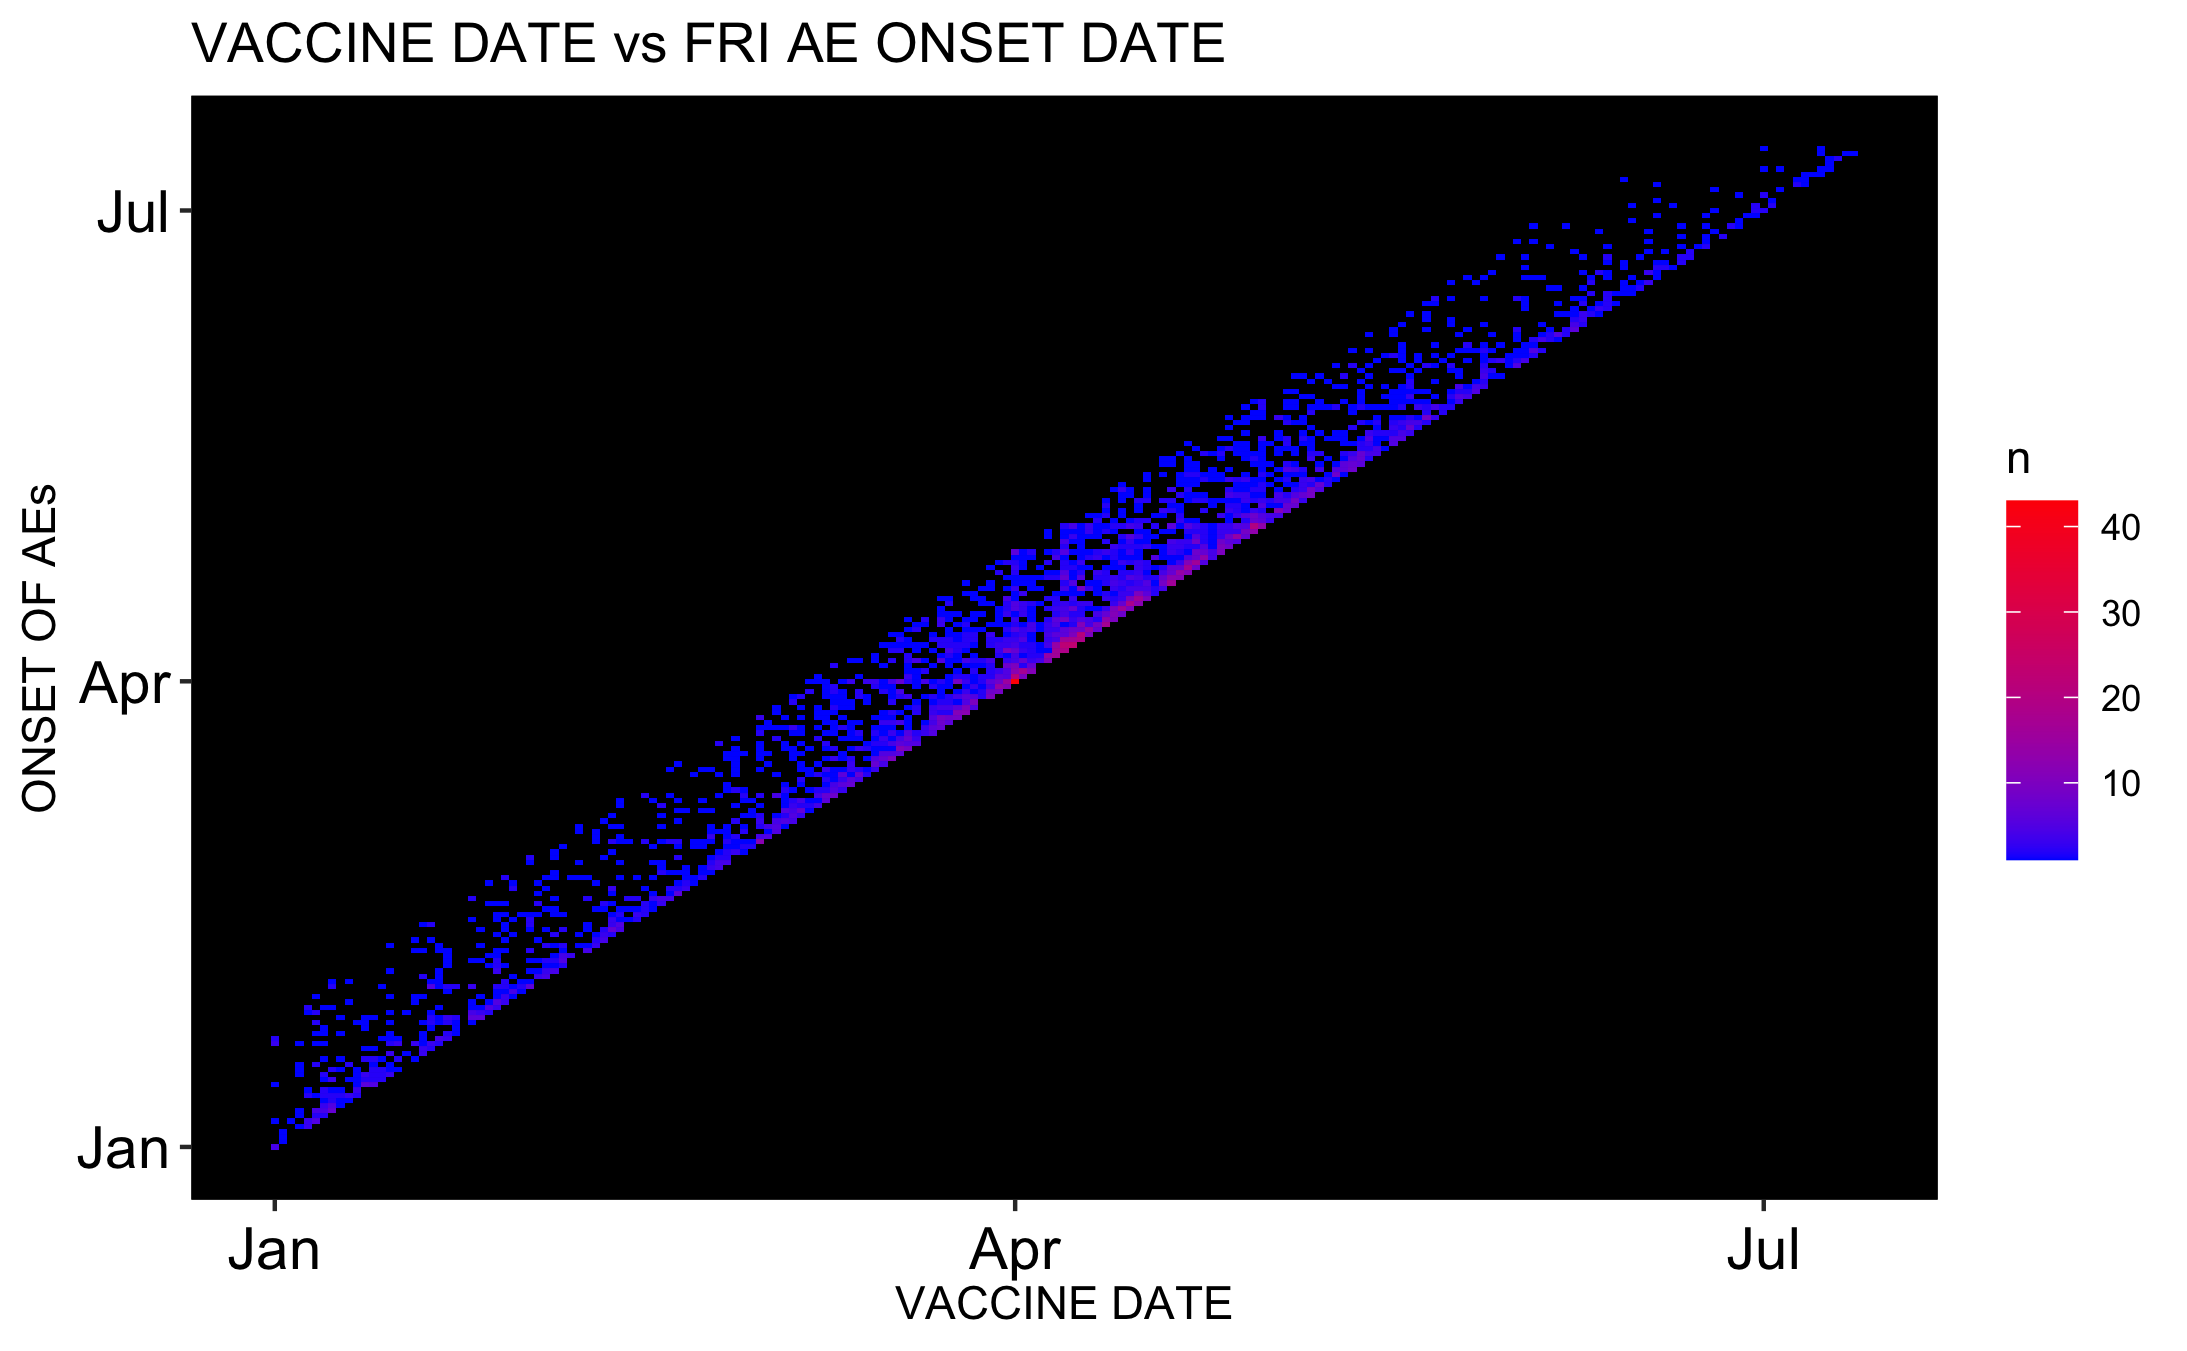 VACCINE DATE vs FRI AE ONSET DATE
ONSET OF AEs
Jul
Apr
Jan
Jan
Apr
Jul
VACCINE DATE
n
40
30
20
10